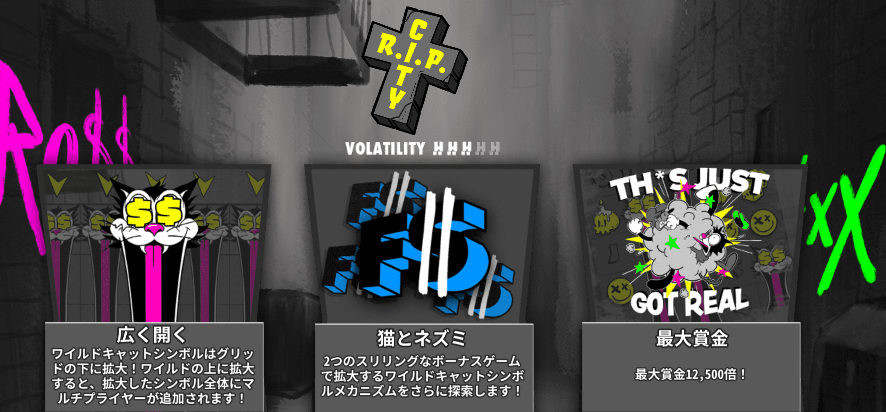 R.I.P.
CITY
VOLATILITY HHHHH
Ro$$
xX
FS
TH*S JUST
GOT REAL
広く開く
ワイルドキャットシンボルはグリッ
ドの下に拡大！ワイルドの上に拡大
すると、拡大したシンボル全体にマ
ルチプライヤーが追加されます！
猫とネズミ
2つのスリリングなボーナスゲーム
で拡大するワイルドキャットシンボ
ルメカニズムをさらに探索します！
最大賞金
最大賞金12,500倍！